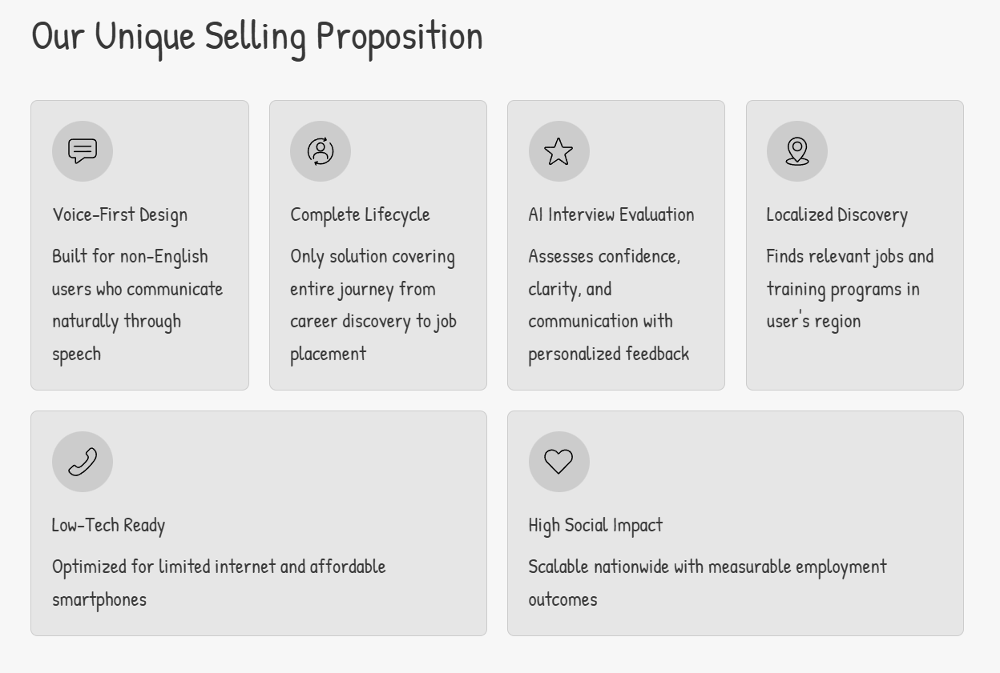 Our Unique Selling Proposition
Voice-First Design
Built for non-English
users who communicate
naturally through
speech
Complete Lifecycle
Only solution covering
entire journey from
career discovery to job
placement
AI Interview Evaluation
Assesses confidence,
clarity, and
communication with
personalized feedback
Localized Discovery
Finds relevant jobs and
training programs in
user's region
Low-Tech Ready
Optimized for limited internet and affordable
smartphones
High Social Impact
Scalable nationwide with measurable employment
outcomes